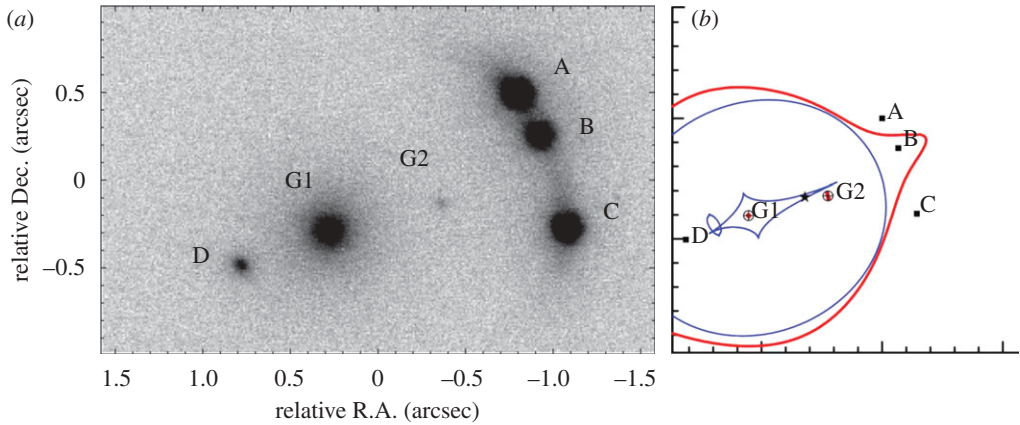 (a)
relative Dec. (arcsec)
0.5
0
−0.5
A
B
G2
G1
C
D
1.5
1.0
0.5
0
−0.5
−1.0
−1.5
relative R.A. (arcsec)
(b)
A
B
G2
G1
C
D